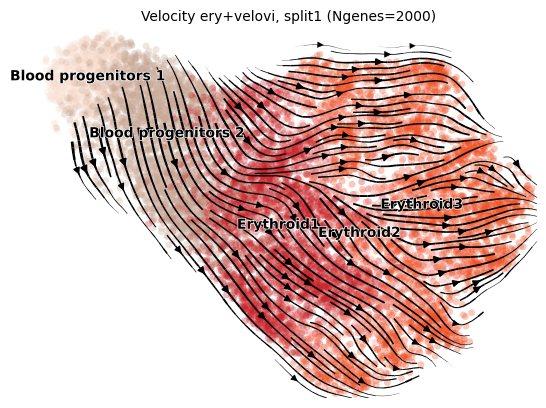 Velocity ery+velovi, split1 (Ngenes=2000)
Blood progenitors 1
Blood progenitors 2
Erythroid3
Erythroid1
Erythroid2